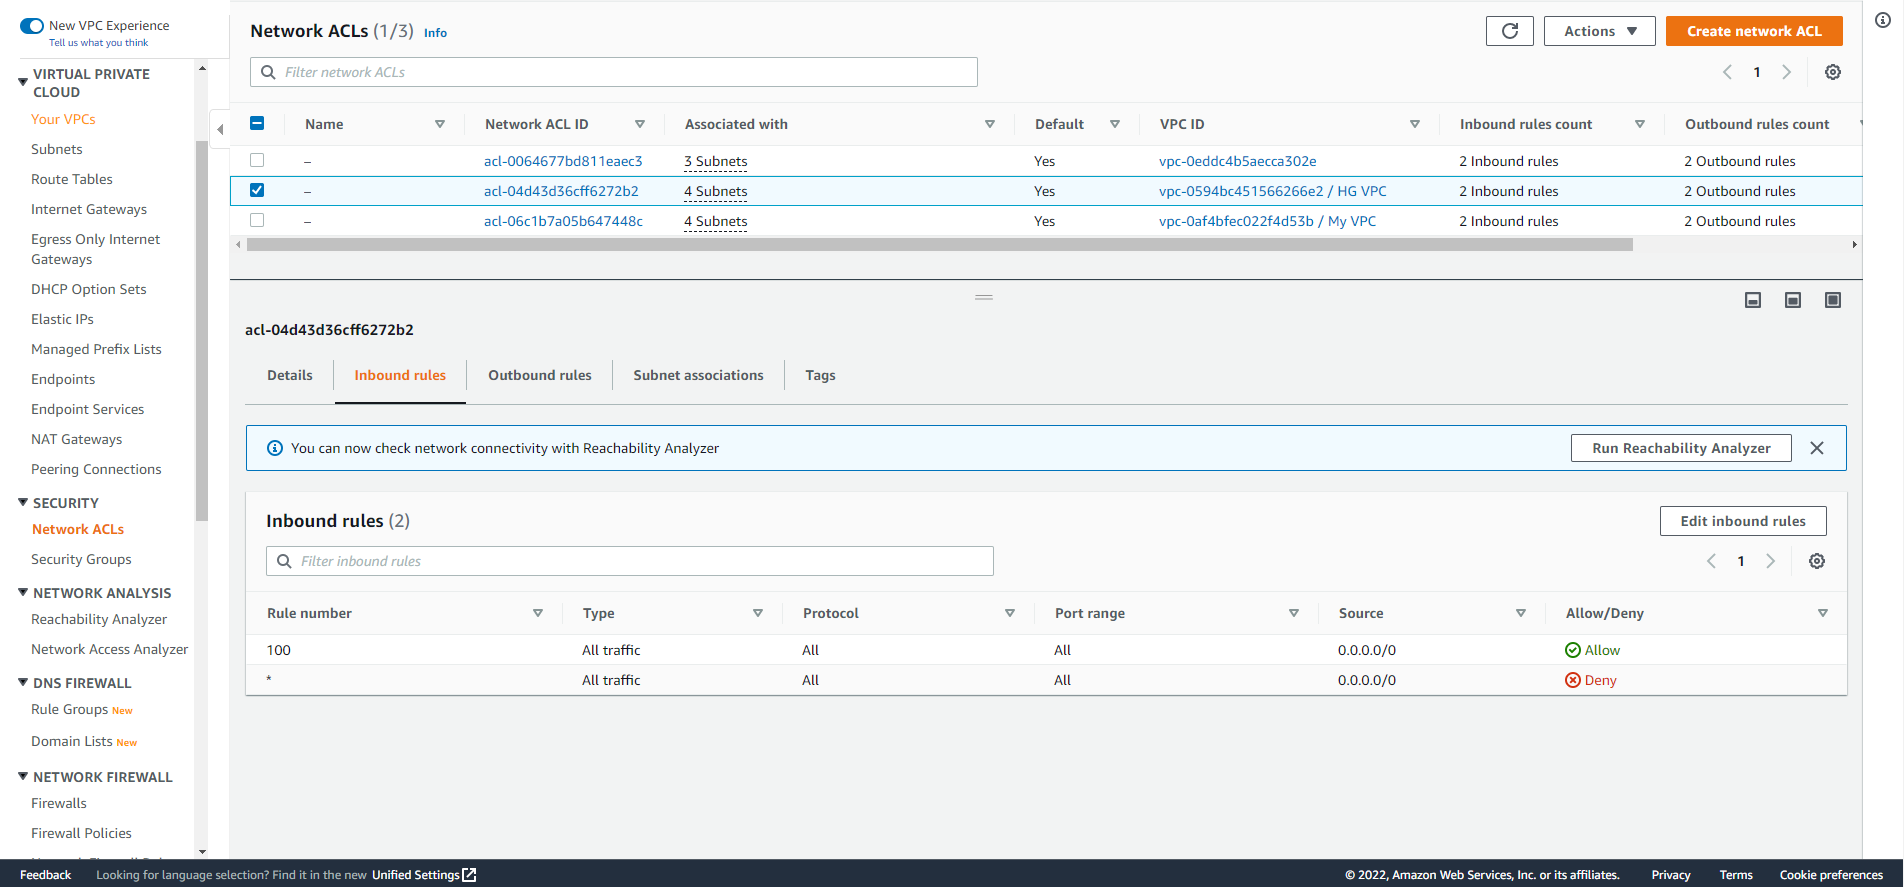 New VPC Experience
Tell us what you think
VIRTUAL PRIVATE
CLOUD
Your VPCs
Subnets
Route Tables
Internet Gateways
Egress Only Internet
Gateways
DHCP Option Sets
Elastic IPs
Managed Prefix Lists
Endpoints
Endpoint Services
NAT Gateways
Peering Connections
SECURITY
Network ACLs
Security Groups
NETWORK ANALYSIS
Reachability Analyzer
Network Access Analyzer
DNS FIREWALL
Rule Groups New
Domain Lists New
NETWORK FIREWALL
Firewalls
Firewall Policies
Network ACLs (1/3) Info
Actions
Create network ACL
Filter network ACLs
1
Name Network ACL ID Associated with Default VPC ID Inbound rules count Outbound rules count
– acl-0064677bd811eaec3 3 Subnets Yes vpc-0eddc4b5aecca302e 2 Inbound rules 2 Outbound rules
– acl-04d43d36cff6272b2 4 Subnets Yes vpc-0594bc451566266e2 / HG VPC 2 Inbound rules 2 Outbound rules
– acl-06c1b7a05b647448c 4 Subnets Yes vpc-0af4bfec022f4d53b / My VPC 2 Inbound rules 2 Outbound rules
acl-04d43d36cff6272b2
Details Inbound rules Outbound rules Subnet associations Tags
You can now check network connectivity with Reachability Analyzer
Run Reachability Analyzer
Inbound rules (2)
Edit inbound rules
Filter inbound rules
1
Rule number Type Protocol Port range Source Allow/Deny
100 All traffic All All 0.0.0.0/0 Allow
* All traffic All All 0.0.0.0/0 Deny
Feedback Looking for language selection? Find it in the new Unified Settings © 2022, Amazon Web Services, Inc. or its affiliates. Privacy Terms Cookie preferences